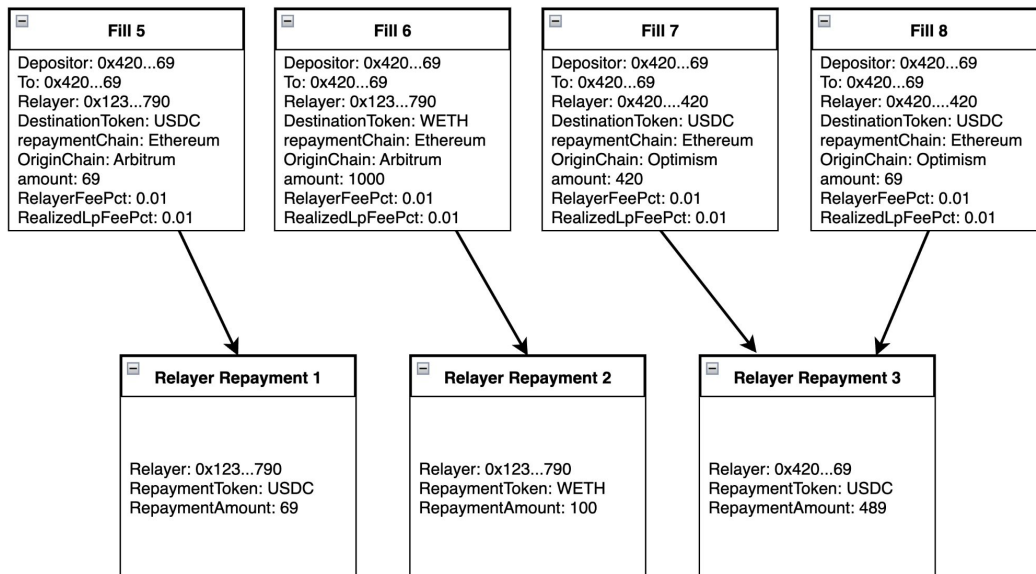 Fill 5
Depositor: 0x420...69
To: 0x420...69
Relayer: 0x123...790
DestinationToken: USDC
repaymentChain: Ethereum
OriginChain: Arbitrum
amount: 69
RelayerFeePct: 0.01
RealizedLpFeePct: 0.01
Fill 6
Depositor: 0x420...69
To: 0x420...69
Relayer: 0x123...790
DestinationToken: WETH
repaymentChain: Ethereum
OriginChain: Arbitrum
amount: 1000
RelayerFeePct: 0.01
RealizedLpFeePct: 0.01
Fill 7
Depositor: 0x420...69
To: 0x420...69
Relayer: 0x420....420
DestinationToken: USDC
repaymentChain: Ethereum
OriginChain: Optimism
amount: 420
RelayerFeePct: 0.01
RealizedLpFeePct: 0.01
Fill 8
Depositor: 0x420...69
To: 0x420...69
Relayer: 0x420....420
DestinationToken: USDC
repaymentChain: Ethereum
OriginChain: Optimism
amount: 69
RelayerFeePct: 0.01
RealizedLpFeePct: 0.01
Relayer Repayment 1
Relayer: 0x123...790
RepaymentToken: USDC
RepaymentAmount: 69
Relayer Repayment 2
Relayer: 0x123...790
RepaymentToken: WETH
RepaymentAmount: 100
Relayer Repayment 3
Relayer: 0x420...69
RepaymentToken: USDC
RepaymentAmount: 489